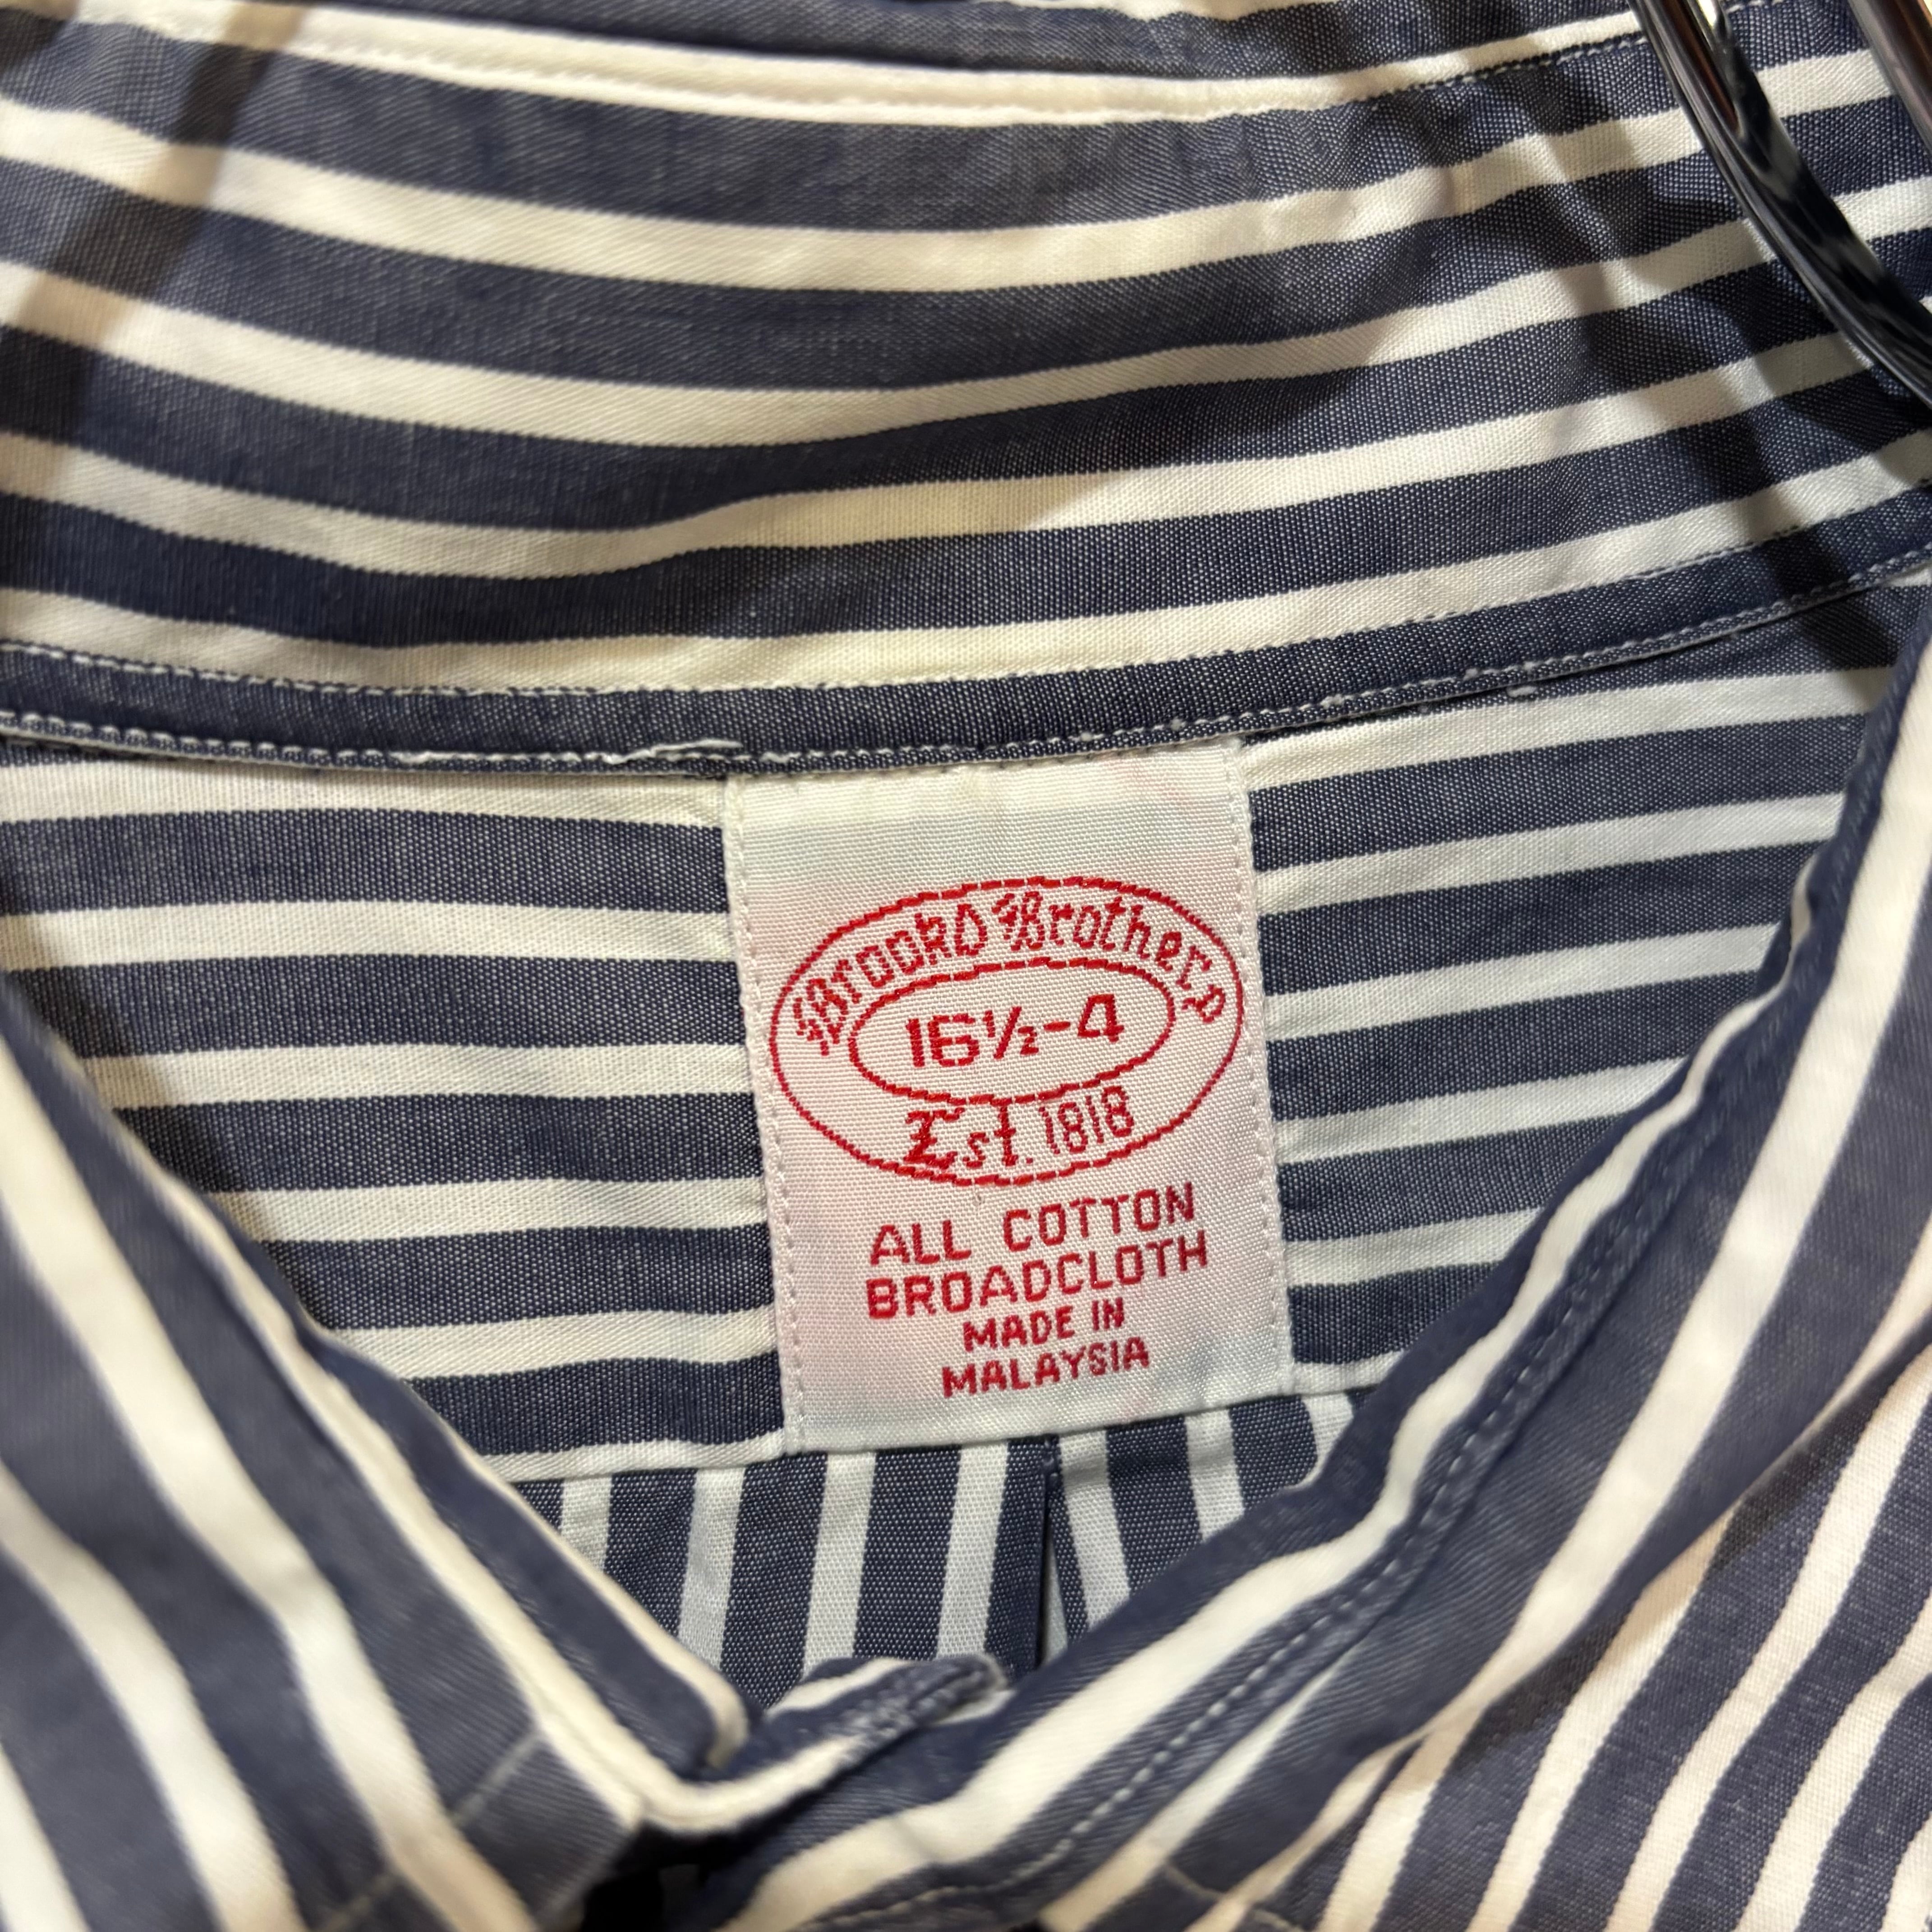 Brooks Brothers
16½-4
Est. 1818
ALL COTTON
BROADCLOTH
MADE IN
MALAYSIA